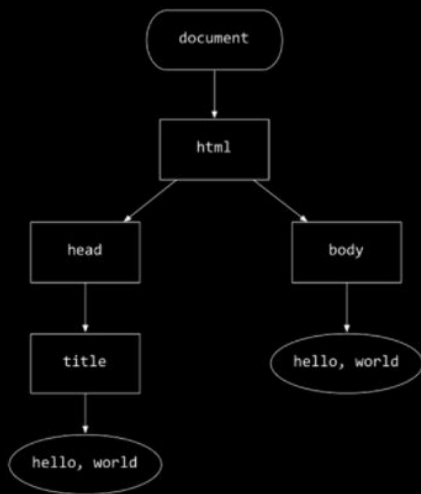 document
html
head
body
title
hello, world
hello, world